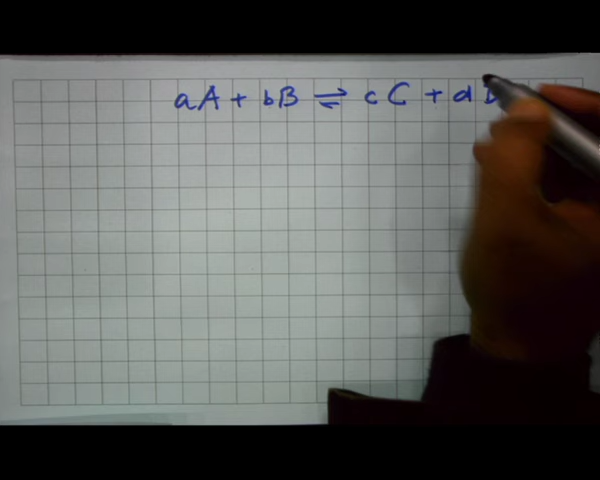 aA + bB ⇌ cC + d